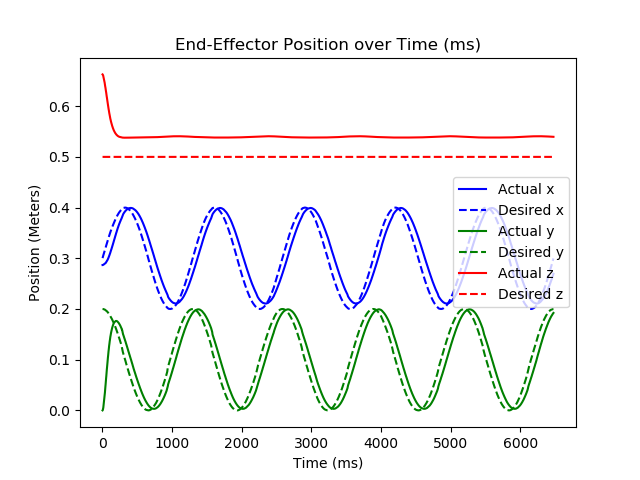 End-Effector Position over Time (ms)
Position (Meters)
0.6
0.5
0.4
0.3
0.2
0.1
0.0
Actual x
Desired x
Actual y
Desired y
Actual z
Desired z
0 1000 2000 3000 4000 5000 6000
Time (ms)